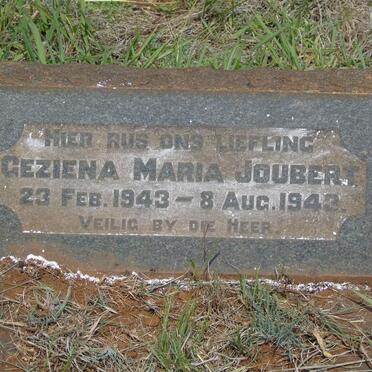 HIER RUS ONS LIEFLING
GEZIENA MARIA JOUBERT
23 FEB. 1943 – 8 AUG. 1943
VEILIG BY DIE HEER